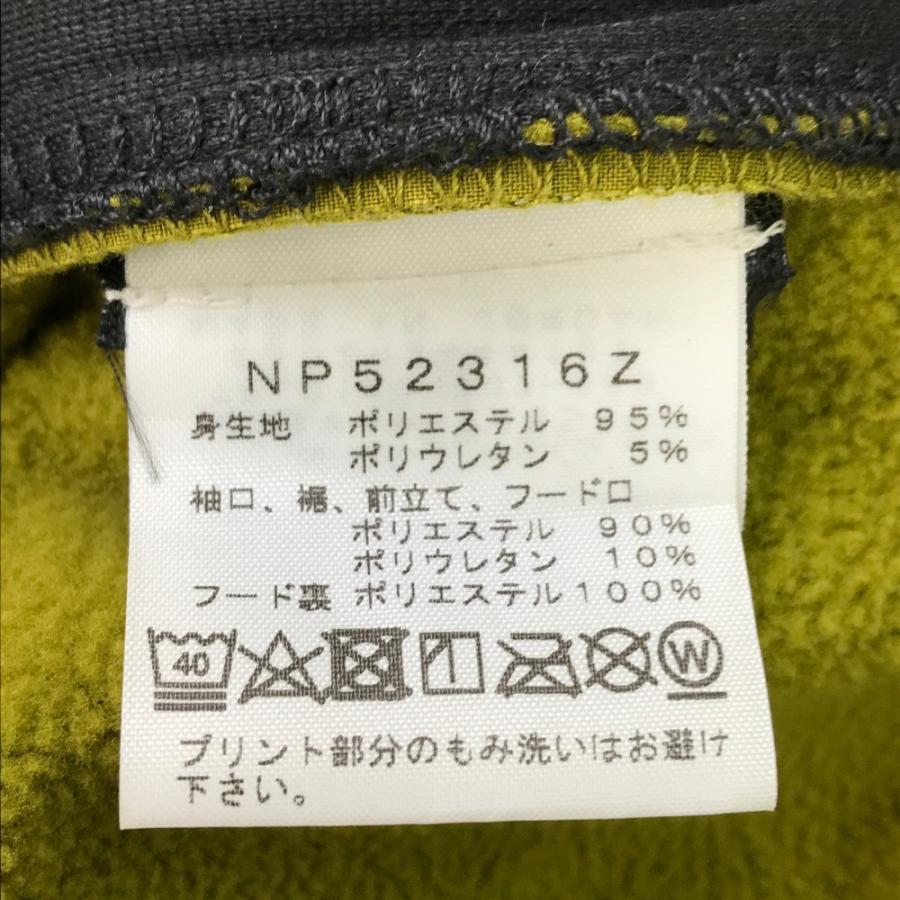 NP52316Z
身生地 ポリエステル 95%
ポリウレタン 5%
袖口、裾、前立て、フード口
ポリエステル 90%
ポリウレタン 10%
フード裏 ポリエステル100%
40 W
プリント部分のもみ洗いはお避け
下さい。